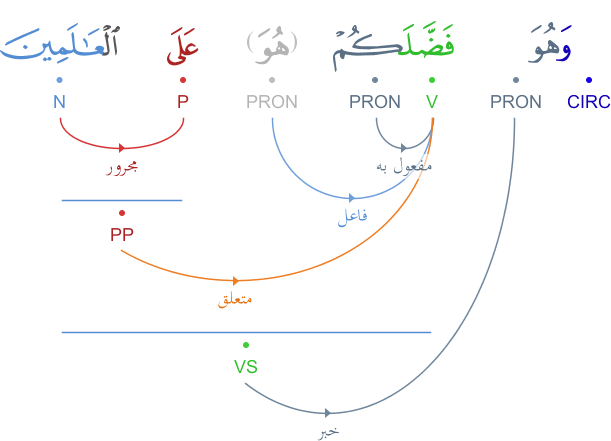 وَهُوَ فَضَّلَكُمْ (هُوَ) عَلَى ٱلْعَـٰلَمِينَ
CIRC PRON V PRON PRON P N
مجرور
مفعول به
فاعل
PP
متعلق
VS
خبر